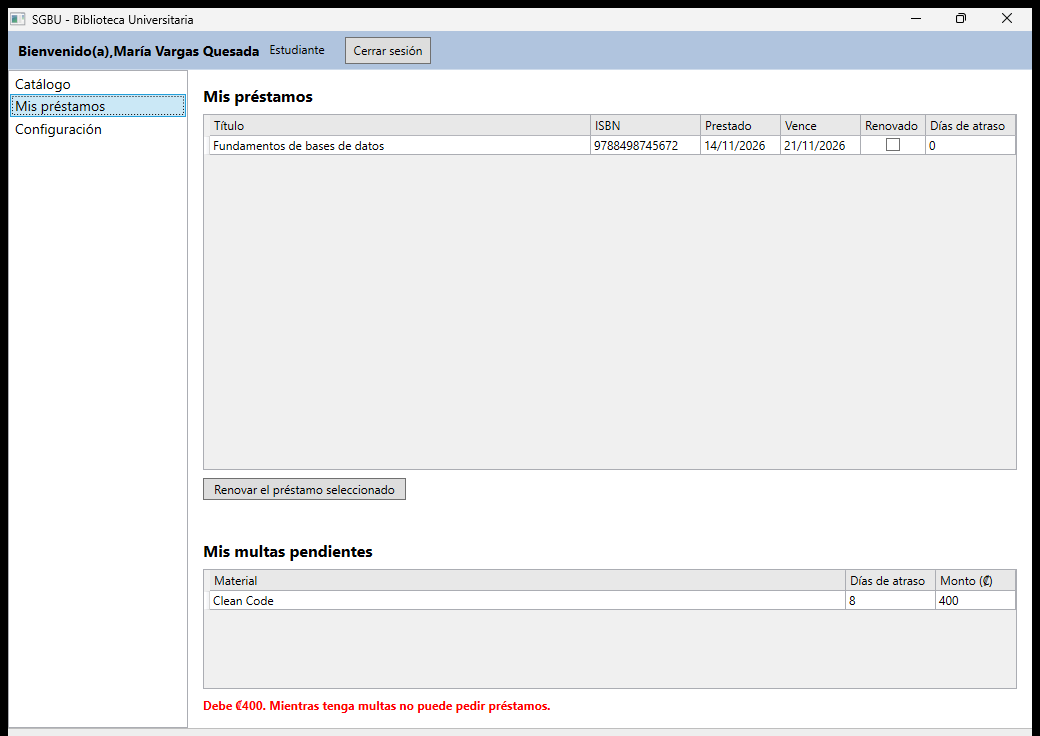 SGBU - Biblioteca Universitaria
Bienvenido(a),María Vargas Quesada Estudiante Cerrar sesión
Catálogo
Mis préstamos
Configuración
Mis préstamos
Título ISBN Prestado Vence Renovado Días de atraso
Fundamentos de bases de datos 9788498745672 14/11/2026 21/11/2026 0
Renovar el préstamo seleccionado
Mis multas pendientes
Material Días de atraso Monto (₡)
Clean Code 8 400
Debe ₡400. Mientras tenga multas no puede pedir préstamos.